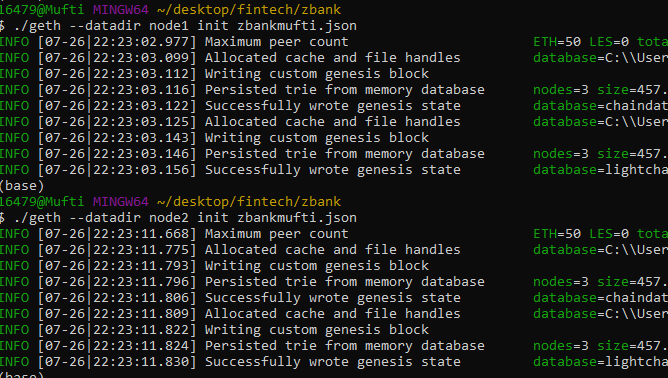 16479@Mufti MINGW64 ~/desktop/fintech/zbank
$ ./geth --datadir node1 init zbankmufti.json
INFO [07-26|22:23:02.977] Maximum peer count ETH=50 LES=0 tota
INFO [07-26|22:23:03.099] Allocated cache and file handles database=C:\\User
INFO [07-26|22:23:03.112] Writing custom genesis block
INFO [07-26|22:23:03.116] Persisted trie from memory database nodes=3 size=457.
INFO [07-26|22:23:03.122] Successfully wrote genesis state database=chaindat
INFO [07-26|22:23:03.125] Allocated cache and file handles database=C:\\User
INFO [07-26|22:23:03.143] Writing custom genesis block
INFO [07-26|22:23:03.146] Persisted trie from memory database nodes=3 size=457.
INFO [07-26|22:23:03.156] Successfully wrote genesis state database=lightcha
(base)
16479@Mufti MINGW64 ~/desktop/fintech/zbank
$ ./geth --datadir node2 init zbankmufti.json
INFO [07-26|22:23:11.668] Maximum peer count ETH=50 LES=0 tota
INFO [07-26|22:23:11.775] Allocated cache and file handles database=C:\\User
INFO [07-26|22:23:11.793] Writing custom genesis block
INFO [07-26|22:23:11.796] Persisted trie from memory database nodes=3 size=457.
INFO [07-26|22:23:11.806] Successfully wrote genesis state database=chaindat
INFO [07-26|22:23:11.809] Allocated cache and file handles database=C:\\User
INFO [07-26|22:23:11.822] Writing custom genesis block
INFO [07-26|22:23:11.824] Persisted trie from memory database nodes=3 size=457.
INFO [07-26|22:23:11.830] Successfully wrote genesis state database=lightcha
(base)